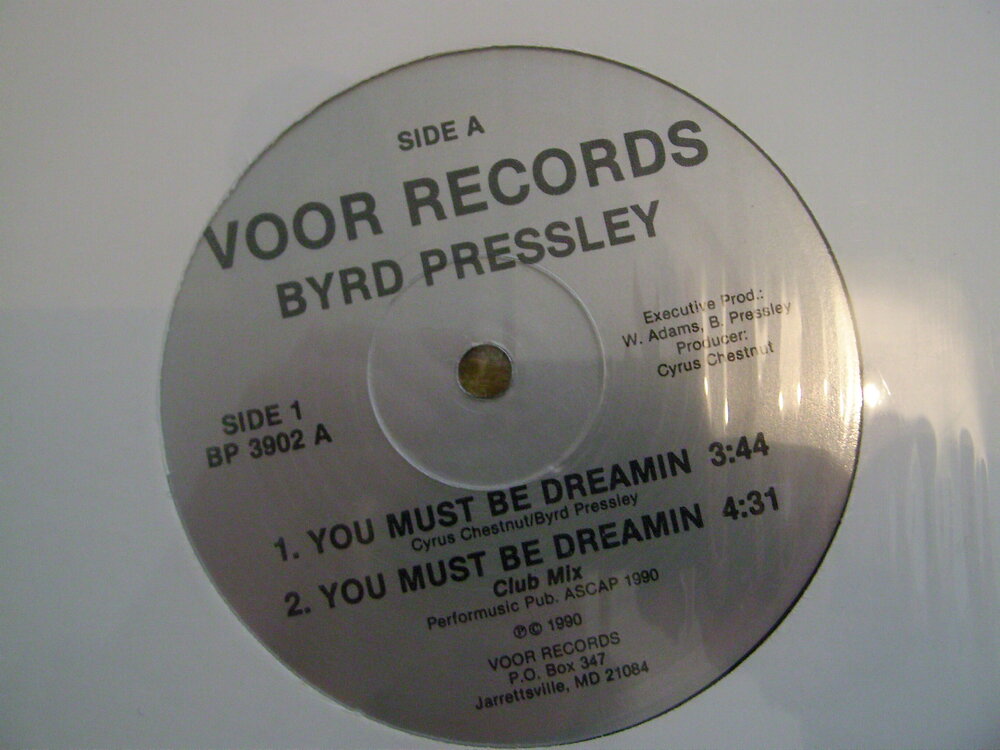 SIDE A
VOOR RECORDS
BYRD PRESSLEY
Executive Prod.:
W. Adams, B. Pressley
Producer:
Cyrus Chestnut
SIDE 1
BP 3902 A
1. YOU MUST BE DREAMIN 3:44
Cyrus Chestnut/Byrd Pressley
2. YOU MUST BE DREAMIN 4:31
Club Mix
Performusic Pub. ASCAP 1990
℗© 1990
VOOR RECORDS
P.O. Box 347
Jarrettsville, MD 21084